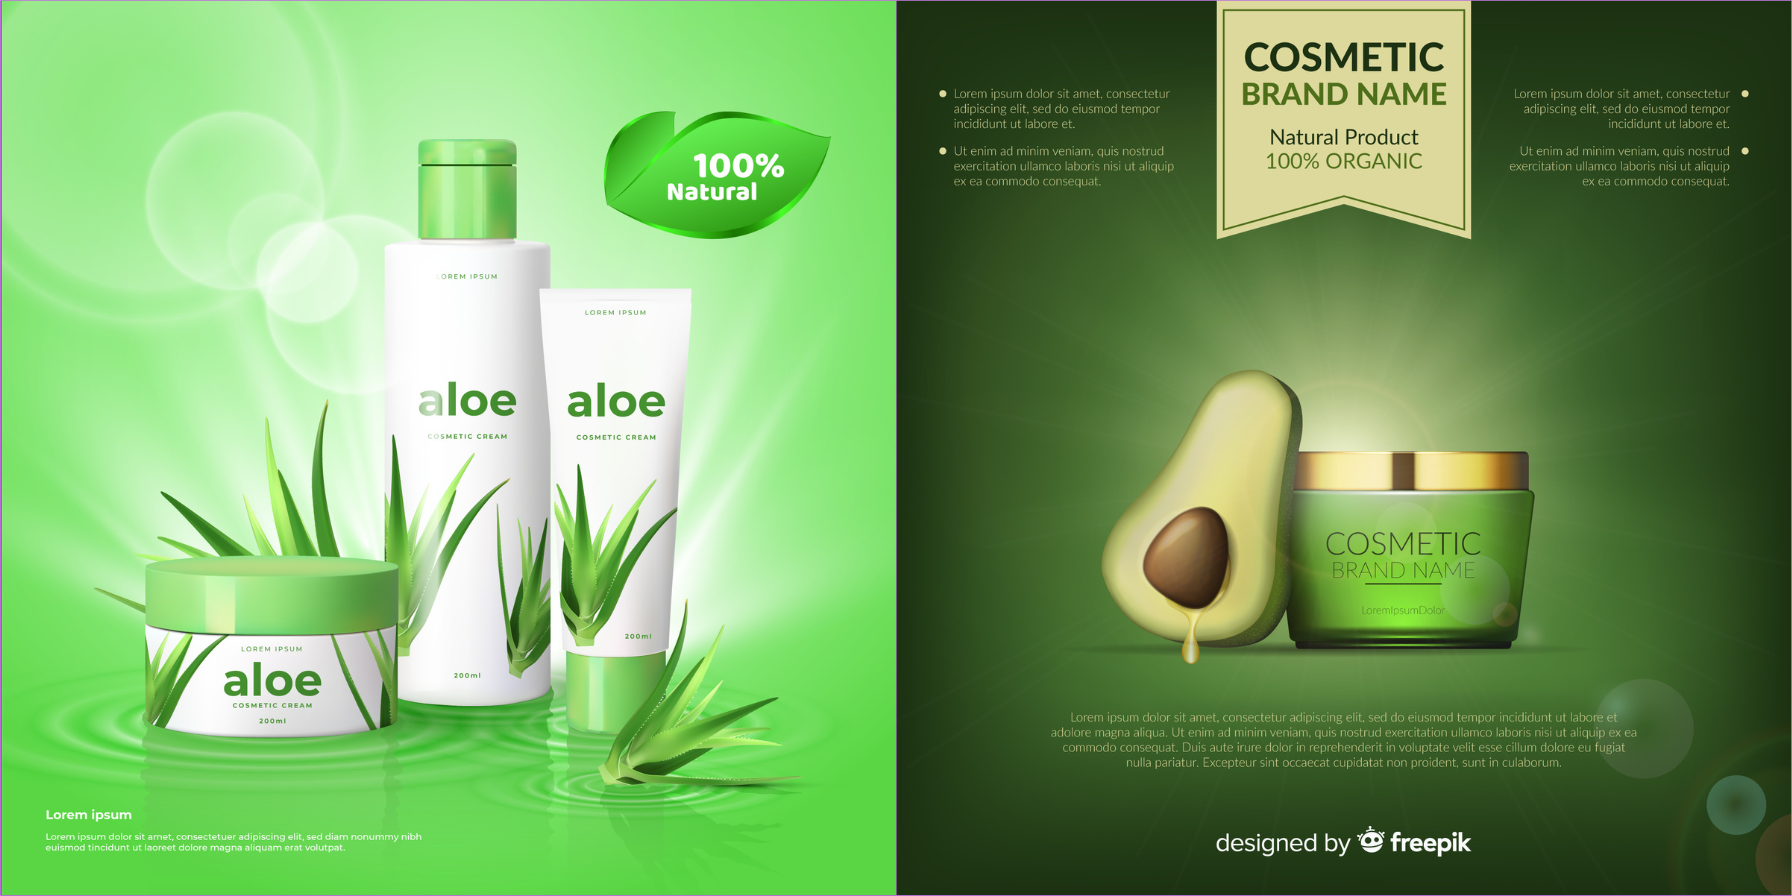 100%
Natural
LOREM IPSUM
aloe
COSMETIC CREAM
200ml
LOREM IPSUM
aloe
COSMETIC CREAM
200ml
LOREM IPSUM
aloe
COSMETIC CREAM
200ml
Lorem ipsum
Lorem ipsum dolor sit amet, consectetuer adipiscing elit, sed diam nonummy nibh
euismod tincidunt ut laoreet dolore magna aliquam erat volutpat.
COSMETIC
BRAND NAME
Natural Product
100% ORGANIC
Lorem ipsum dolor sit amet, consectetur
adipiscing elit, sed do eiusmod tempor
incididunt ut labore et.
Ut enim ad minim veniam, quis nostrud
exercitation ullamco laboris nisi ut aliquip
ex ea commodo consequat.
Lorem ipsum dolor sit amet, consectetur
adipiscing elit, sed do eiusmod tempor
incididunt ut labore et.
Ut enim ad minim veniam, quis nostrud
exercitation ullamco laboris nisi ut aliquip
ex ea commodo consequat.
COSMETIC
BRAND NAME
LoremIpsumDolor
Lorem ipsum dolor sit amet, consectetur adipiscing elit, sed do eiusmod tempor incididunt ut labore et
adolore magna aliqua. Ut enim ad minim veniam, quis nostrud exercitation ullamco laboris nisi ut aliquip ex ea
commodo consequat. Duis aute irure dolor in reprehenderit in voluptate velit esse cillum dolore eu fugiat
nulla pariatur. Excepteur sint occaecat cupidatat non proident, sunt in culaborum.
designed by freepik